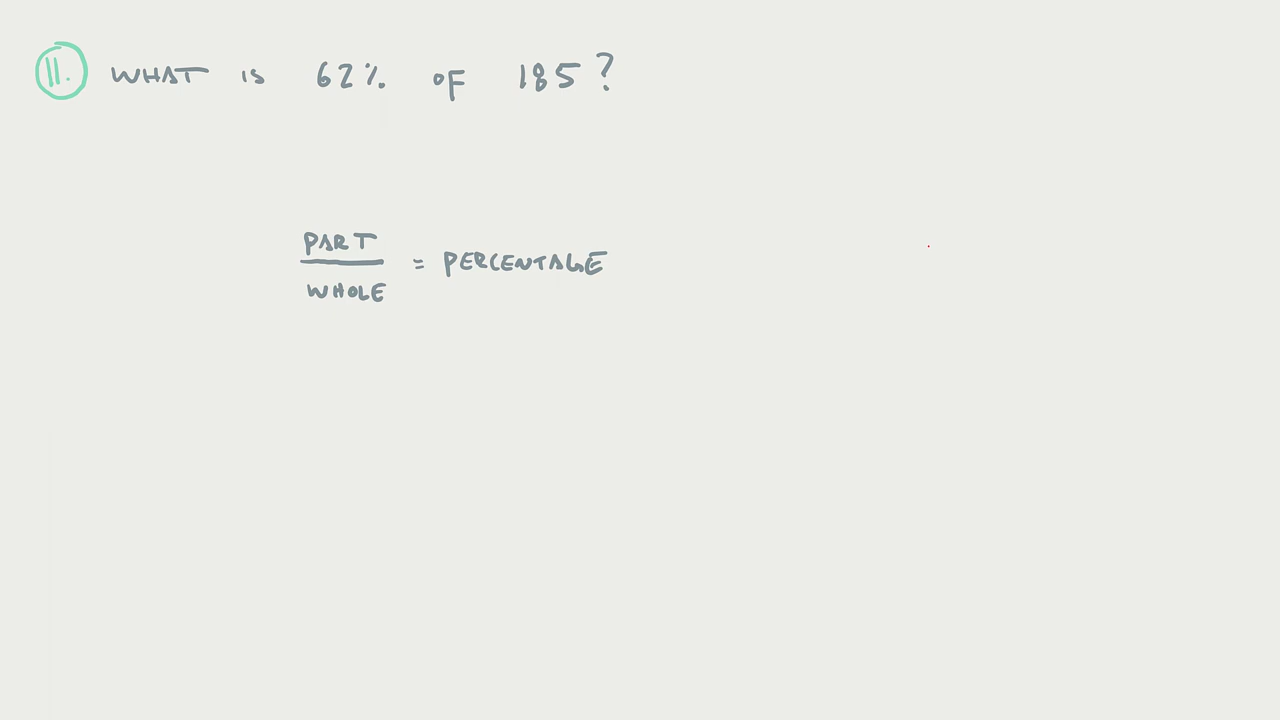 11. WHAT IS 62% OF 185?
PART
WHOLE
= PERCENTAGE